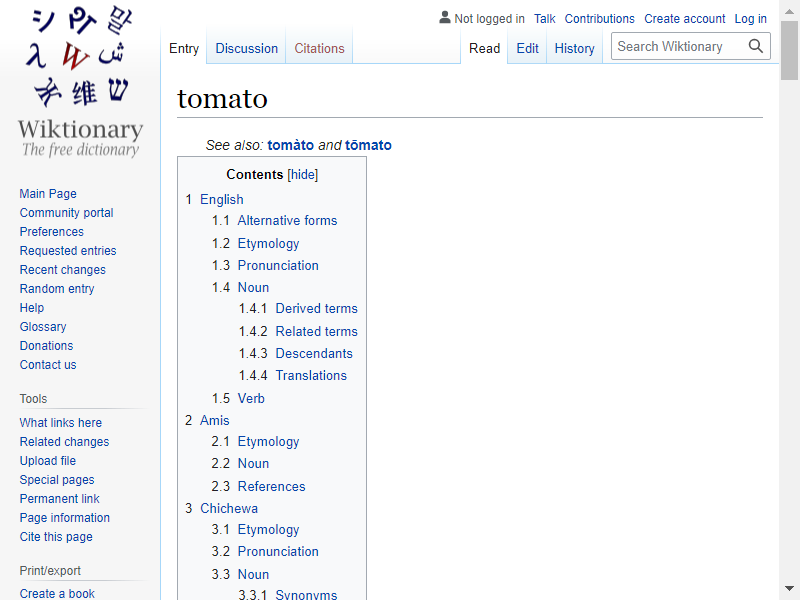 Not logged in Talk Contributions Create account Log in
Entry Discussion Citations Read Edit History Search Wiktionary
Wiktionary
The free dictionary
Main Page
Community portal
Preferences
Requested entries
Recent changes
Random entry
Help
Glossary
Donations
Contact us
Tools
What links here
Related changes
Upload file
Special pages
Permanent link
Page information
Cite this page
Print/export
Create a book
tomato
See also: tomàto and tōmato
Contents [hide]
1 English
1.1 Alternative forms
1.2 Etymology
1.3 Pronunciation
1.4 Noun
1.4.1 Derived terms
1.4.2 Related terms
1.4.3 Descendants
1.4.4 Translations
1.5 Verb
2 Amis
2.1 Etymology
2.2 Noun
2.3 References
3 Chichewa
3.1 Etymology
3.2 Pronunciation
3.3 Noun
3.3.1 Synonyms